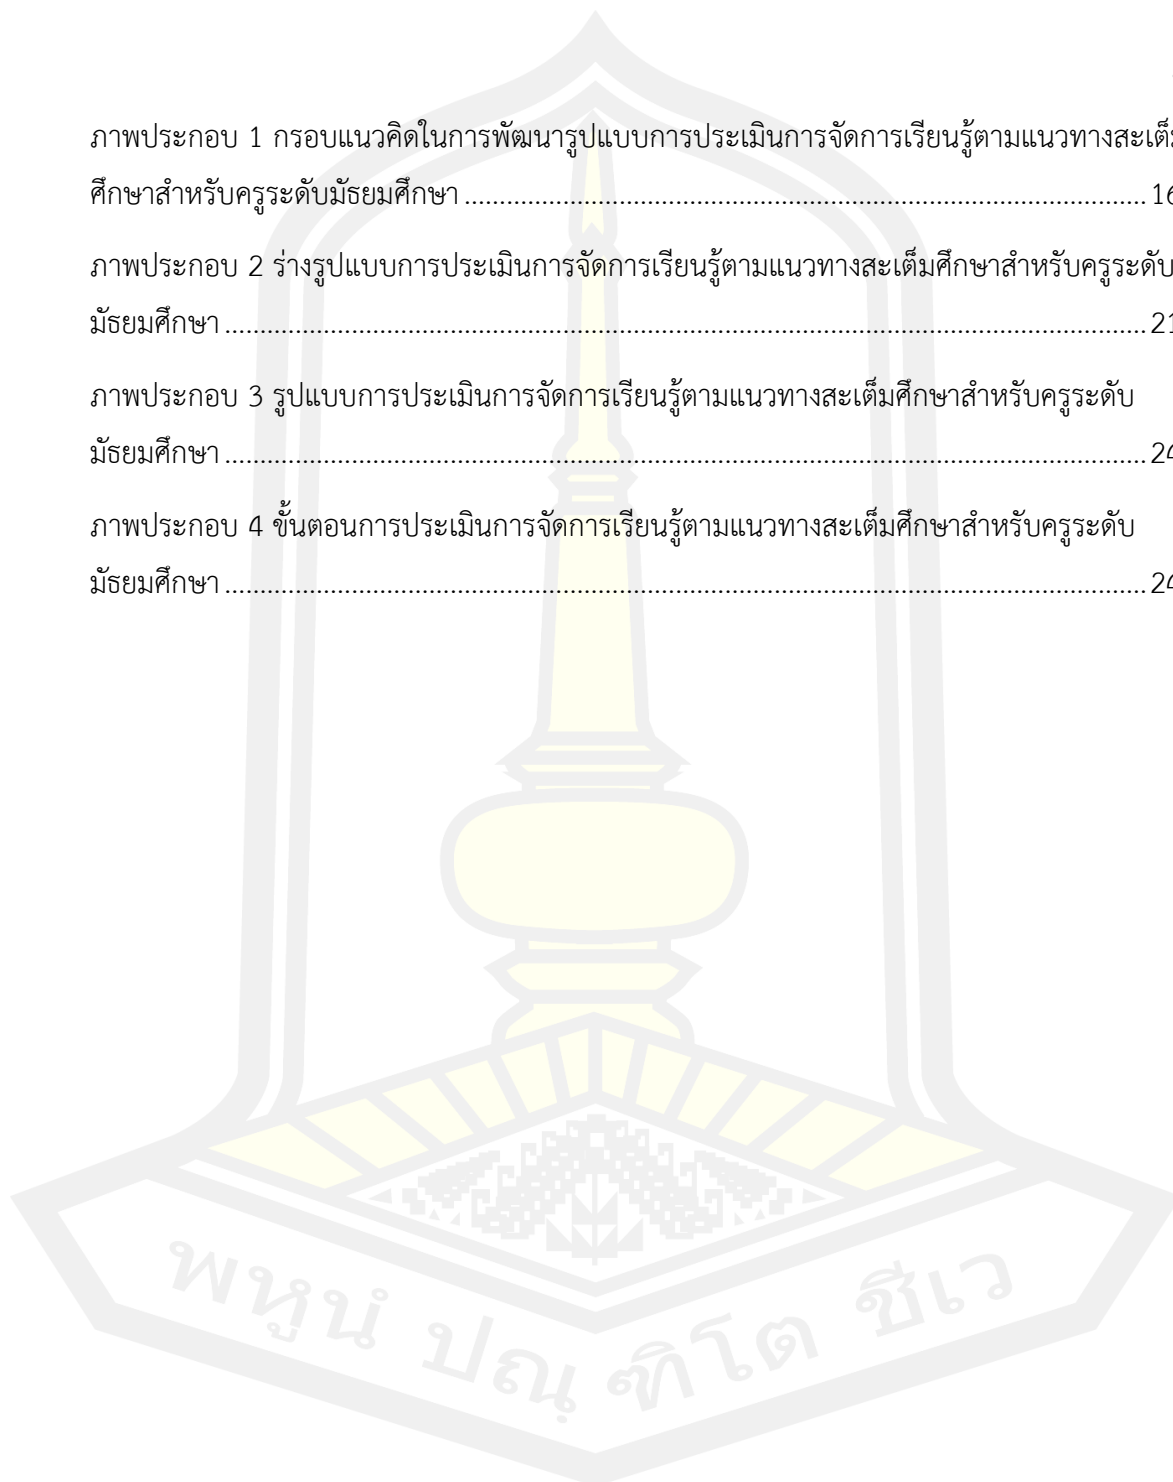 ภาพประกอบ 1 กรอบแนวคิดในการพัฒนารูปแบบการประเมินการจัดการเรียนรู้ตามแนวทางสะเต็ม
ศึกษาสำหรับครูระดับมัธยมศึกษา ........................................................................................................ 16
ภาพประกอบ 2 ร่างรูปแบบการประเมินการจัดการเรียนรู้ตามแนวทางสะเต็มศึกษาสำหรับครูระดับ
มัธยมศึกษา ........................................................................................................ 21
ภาพประกอบ 3 รูปแบบการประเมินการจัดการเรียนรู้ตามแนวทางสะเต็มศึกษาสำหรับครูระดับ
มัธยมศึกษา ........................................................................................................ 24
ภาพประกอบ 4 ขั้นตอนการประเมินการจัดการเรียนรู้ตามแนวทางสะเต็มศึกษาสำหรับครูระดับ
มัธยมศึกษา ........................................................................................................ 24
พหูนํ ปณฺฑิโต ชีเว